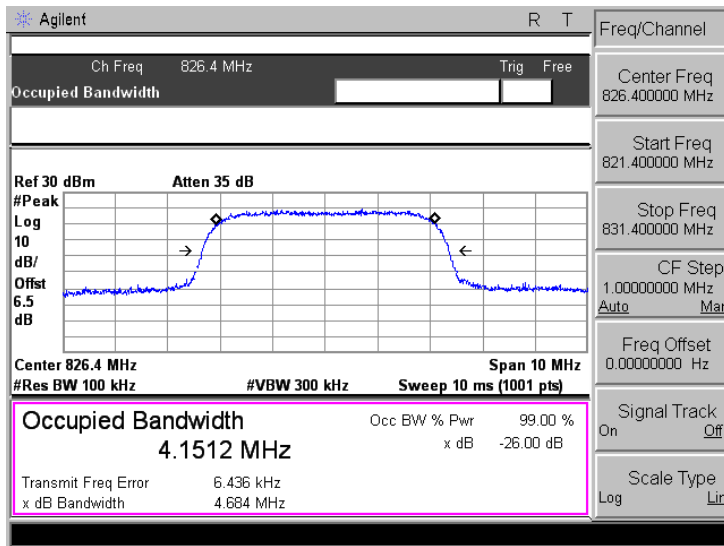 Agilent R T
Ch Freq 826.4 MHz Trig Free
Occupied Bandwidth
Ref 30 dBm Atten 35 dB
#Peak
Log
10
dB/
Offst
6.5
dB
Center 826.4 MHz Span 10 MHz
#Res BW 100 kHz #VBW 300 kHz Sweep 10 ms (1001 pts)
Occupied Bandwidth Occ BW % Pwr 99.00 %
4.1512 MHz x dB -26.00 dB
Transmit Freq Error 6.436 kHz
x dB Bandwidth 4.684 MHz
Freq/Channel
Center Freq
826.400000 MHz
Start Freq
821.400000 MHz
Stop Freq
831.400000 MHz
CF Step
1.00000000 MHz
Auto Mar
Freq Offset
0.00000000 Hz
Signal Track
On Off
Scale Type
Log Lin